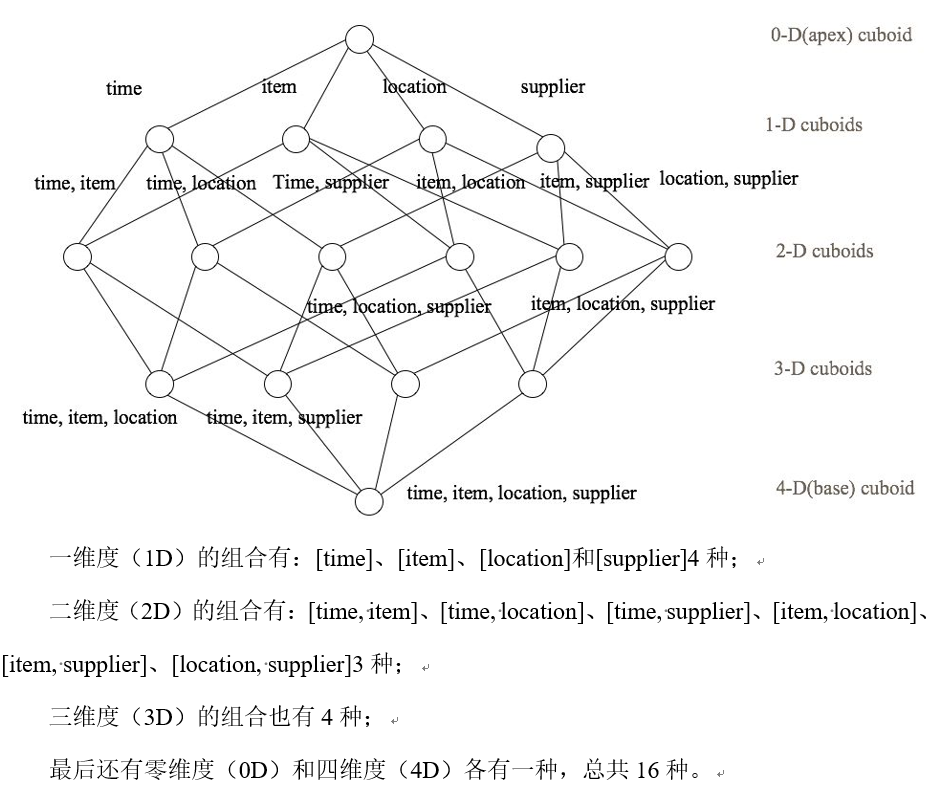 0-D(apex) cuboid
time
item
location
supplier
1-D cuboids
time, item
time, location
Time, supplier
item, location
item, supplier
location, supplier
2-D cuboids
time, location, supplier
item, location, supplier
3-D cuboids
time, item, location
time, item, supplier
time, item, location, supplier
4-D(base) cuboid
一维度（1D）的组合有：[time]、[item]、[location]和[supplier]4 种；
二维度（2D）的组合有：[time, item]、[time, location]、[time, supplier]、[item, location]、
[item, supplier]、[location, supplier]3 种；
三维度（3D）的组合也有 4 种；
最后还有零维度（0D）和四维度（4D）各有一种，总共 16 种。